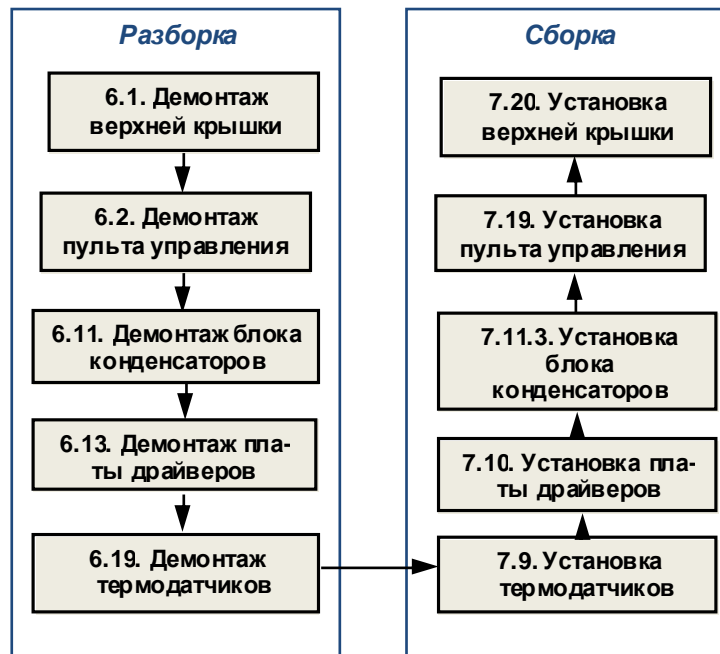 Разборка
6.1. Демонтаж
верхней крышки
6.2. Демонтаж
пульта управления
6.11. Демонтаж блока
конденсаторов
6.13. Демонтаж пла-
ты драйверов
6.19. Демонтаж
термодатчиков
Сборка
7.20. Установка
верхней крышки
7.19. Установка
пульта управления
7.11.3. Установка
блока
конденсаторов
7.10. Установка пла-
ты драйверов
7.9. Установка
термодатчиков